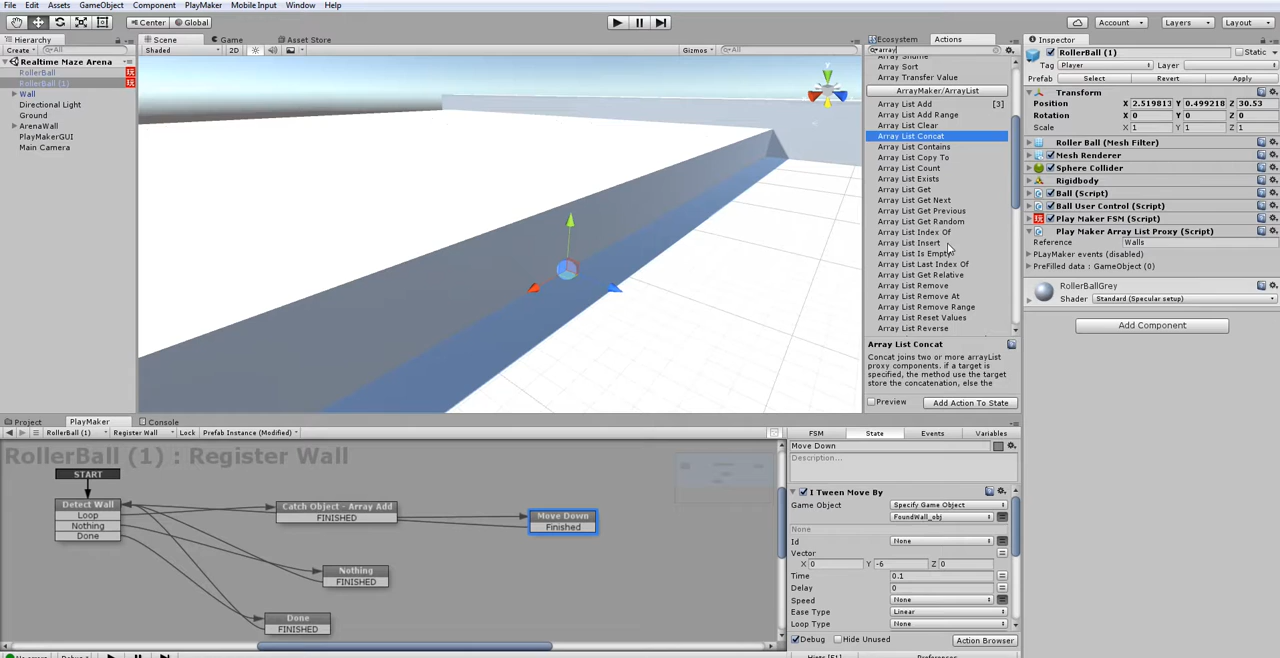 File Edit Assets GameObject Component PlayMaker Mobile Input Window Help
Center Global Account Layers Layout
Hierarchy Scene Game Asset Store Ecosystem Actions Inspector
Create All Shaded 2D Gizmos All array RollerBall (1) Static
Realtime Maze Arena
RollerBall
RollerBall (1)
Wall
Directional Light
Ground
ArenaWall
PlayMakerGUI
Main Camera
Array Sort
Array Transfer Value
ArrayMaker/ArrayList
Array List Add [3]
Array List Add Range
Array List Clear
Array List Concat
Array List Contains
Array List Copy To
Array List Count
Array List Exists
Array List Get
Array List Get Next
Array List Get Previous
Array List Get Random
Array List Index Of
Array List Insert
Array List Is Empty
Array List Last Index Of
Array List Get Relative
Array List Remove
Array List Remove At
Array List Remove Range
Array List Reset Values
Array List Reverse
Array List Concat
Concat joins two or more arrayList
proxy components. if a target is
specified, the method use the target
store the concatenation, else the
Preview Add Action To State
Tag Player Layer
Prefab Select Revert Apply
Transform
Position X 2.519813 Y 0.499218 Z 30.53
Rotation X 0 Y 0 Z 0
Scale X 1 Y 1 Z 1
Roller Ball (Mesh Filter)
Mesh Renderer
Sphere Collider
Rigidbody
Ball (Script)
Ball User Control (Script)
Play Maker FSM (Script)
Play Maker Array List Proxy (Script)
Reference Walls
PLayMaker events (disabled)
PreFilled data : GameObject (0)
RollerBallGrey
Shader Standard (Specular setup)
Add Component
Project PlayMaker Console
RollerBall (1) Register Wall Lock Prefab Instance (Modified)
RollerBall (1) : Register Wall
START
Detect Wall
Loop
Nothing
Done
Catch Object - Array Add
FINISHED
Move Down
Finished
Nothing
FINISHED
Done
FINISHED
FSM State Events Variables
Move Down
Description...
I Tween Move By
Game Object Specify Game Object
FoundWall_obj
None
Id None
Vector
X 0 Y -6 Z 0
Time 0.1
Delay 0
Speed None
Ease Type Linear
Loop Type None
Debug Hide Unused Action Browser